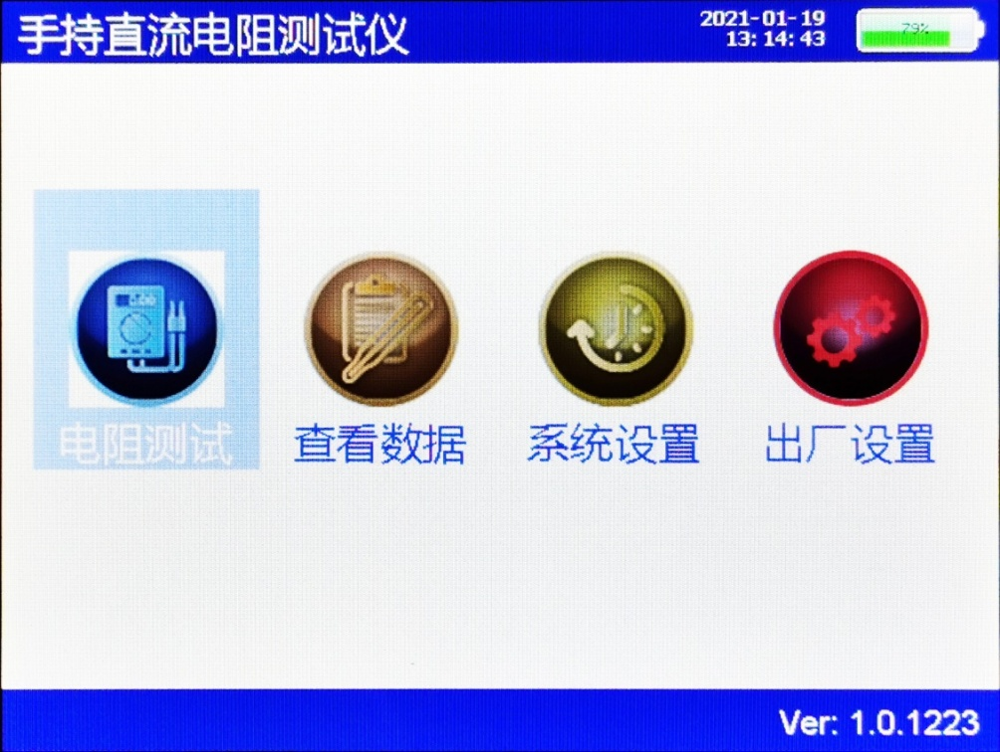 手持直流电阻测试仪
2021-01-19
13:14:43
79%
电阻测试 查看数据 系统设置 出厂设置
Ver: 1.0.1223